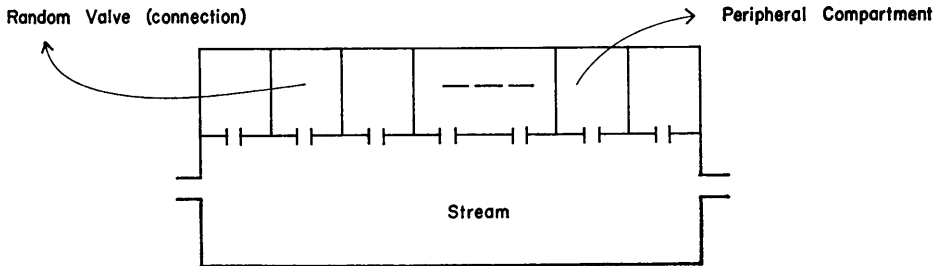 Random Valve (connection)
Peripheral Compartment
Stream